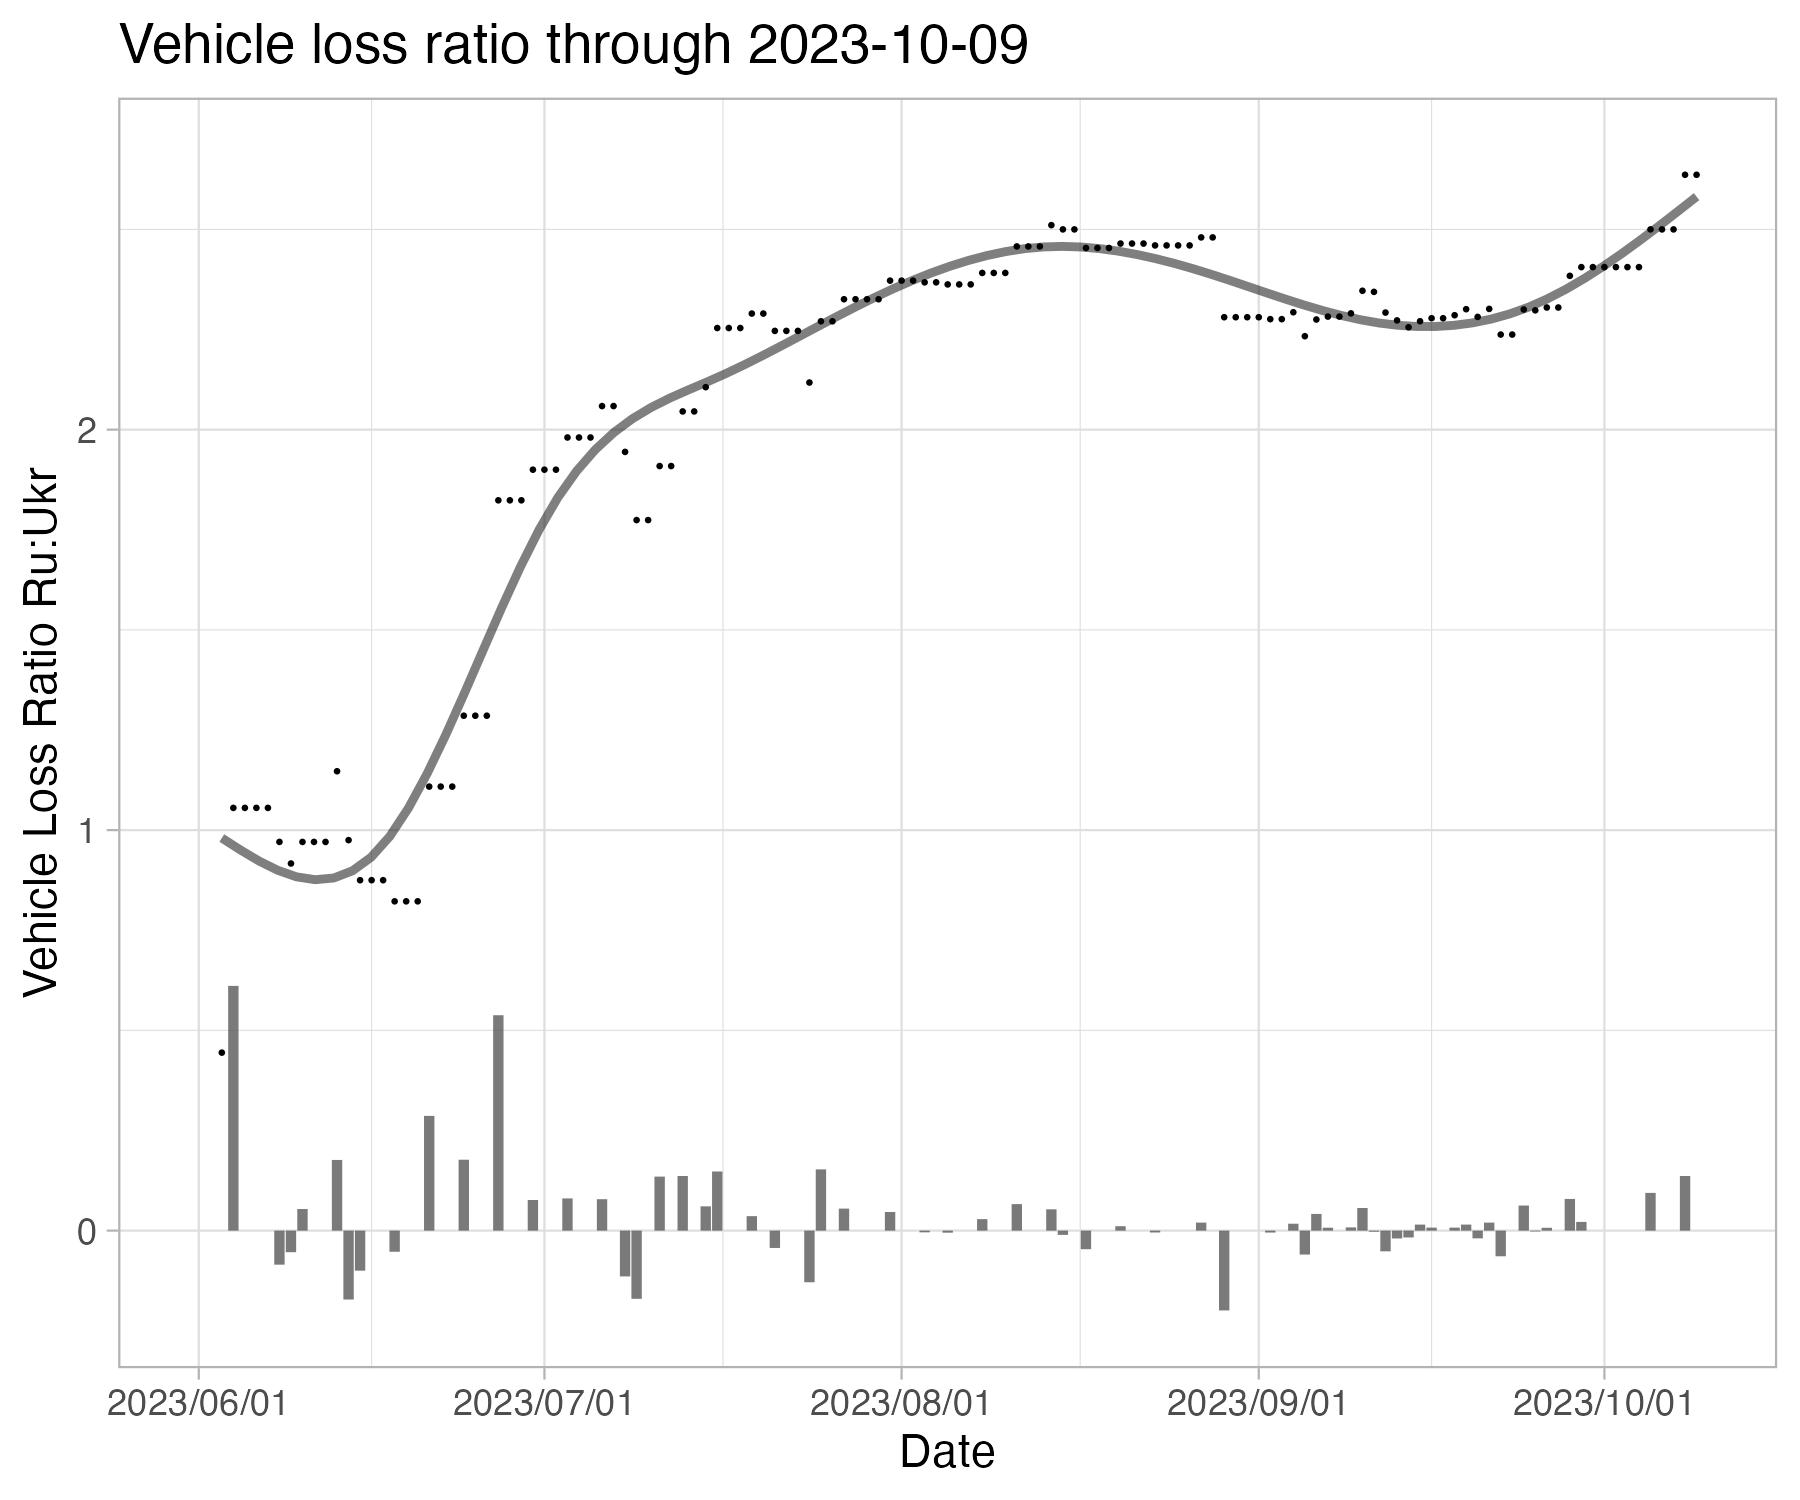 Vehicle loss ratio through 2023-10-09
Vehicle Loss Ratio Ru:Ukr
2
1
0
2023/06/01 2023/07/01 2023/08/01 2023/09/01 2023/10/01
Date